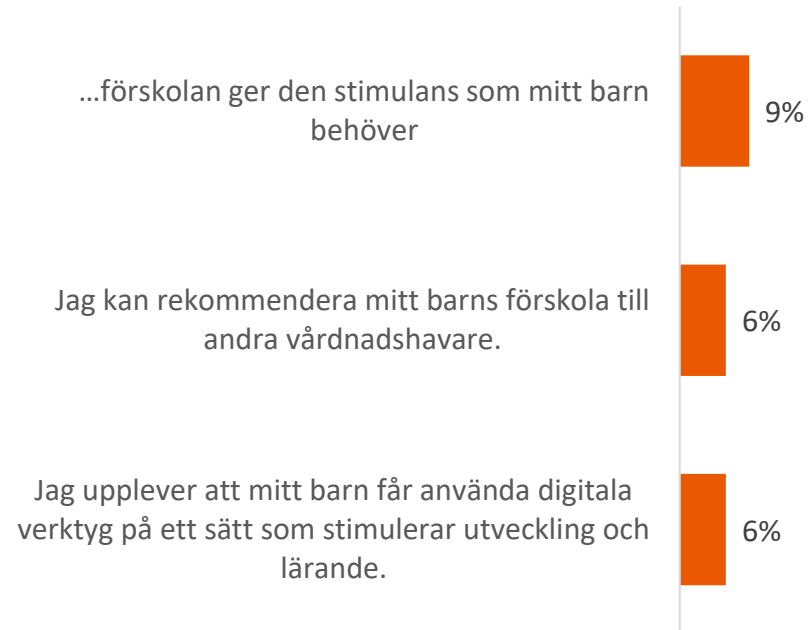 ...förskolan ger den stimulans som mitt barn
behöver
9%
Jag kan rekommendera mitt barns förskola till
andra vårdnadshavare.
6%
Jag upplever att mitt barn får använda digitala
verktyg på ett sätt som stimulerar utveckling och
lärande.
6%